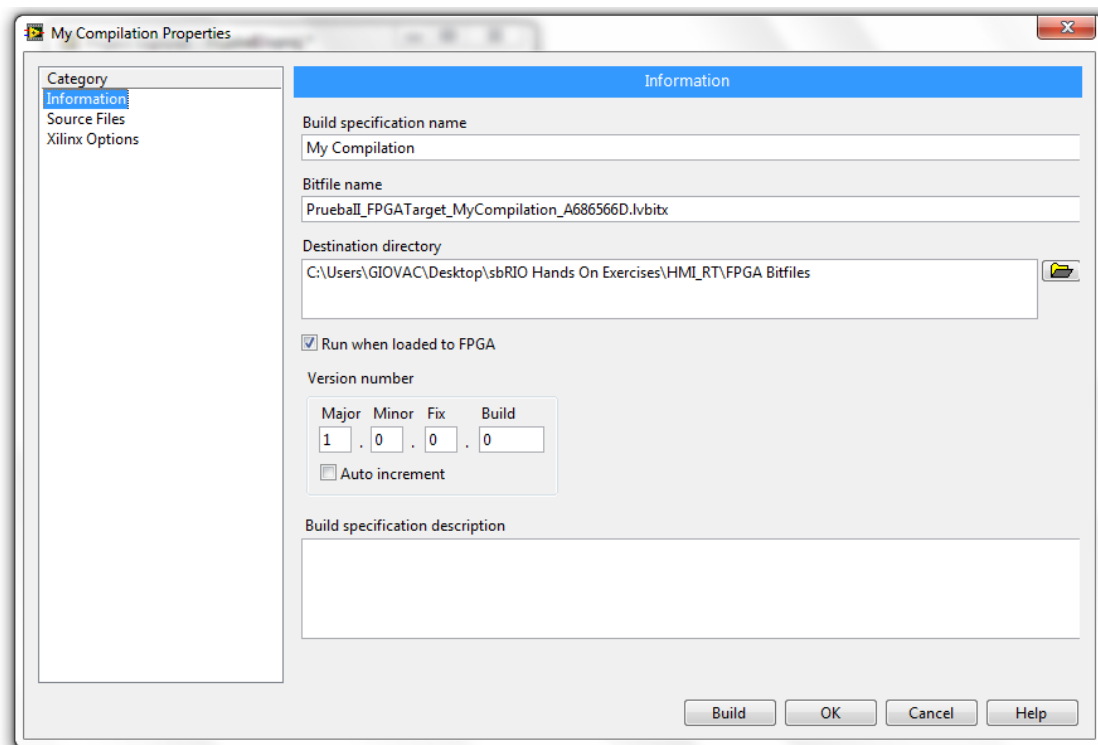 My Compilation Properties
Category
Information
Source Files
Xilinx Options
Information
Build specification name
My Compilation
Bitfile name
PruebaII_FPGATarget_MyCompilation_A686566D.lvbitx
Destination directory
C:\Users\GIOVAC\Desktop\sbRIO Hands On Exercises\HMI_RT\FPGA Bitfiles
Run when loaded to FPGA
Version number
Major Minor Fix Build
1 . 0 . 0 . 0
Auto increment
Build specification description
Build OK Cancel Help